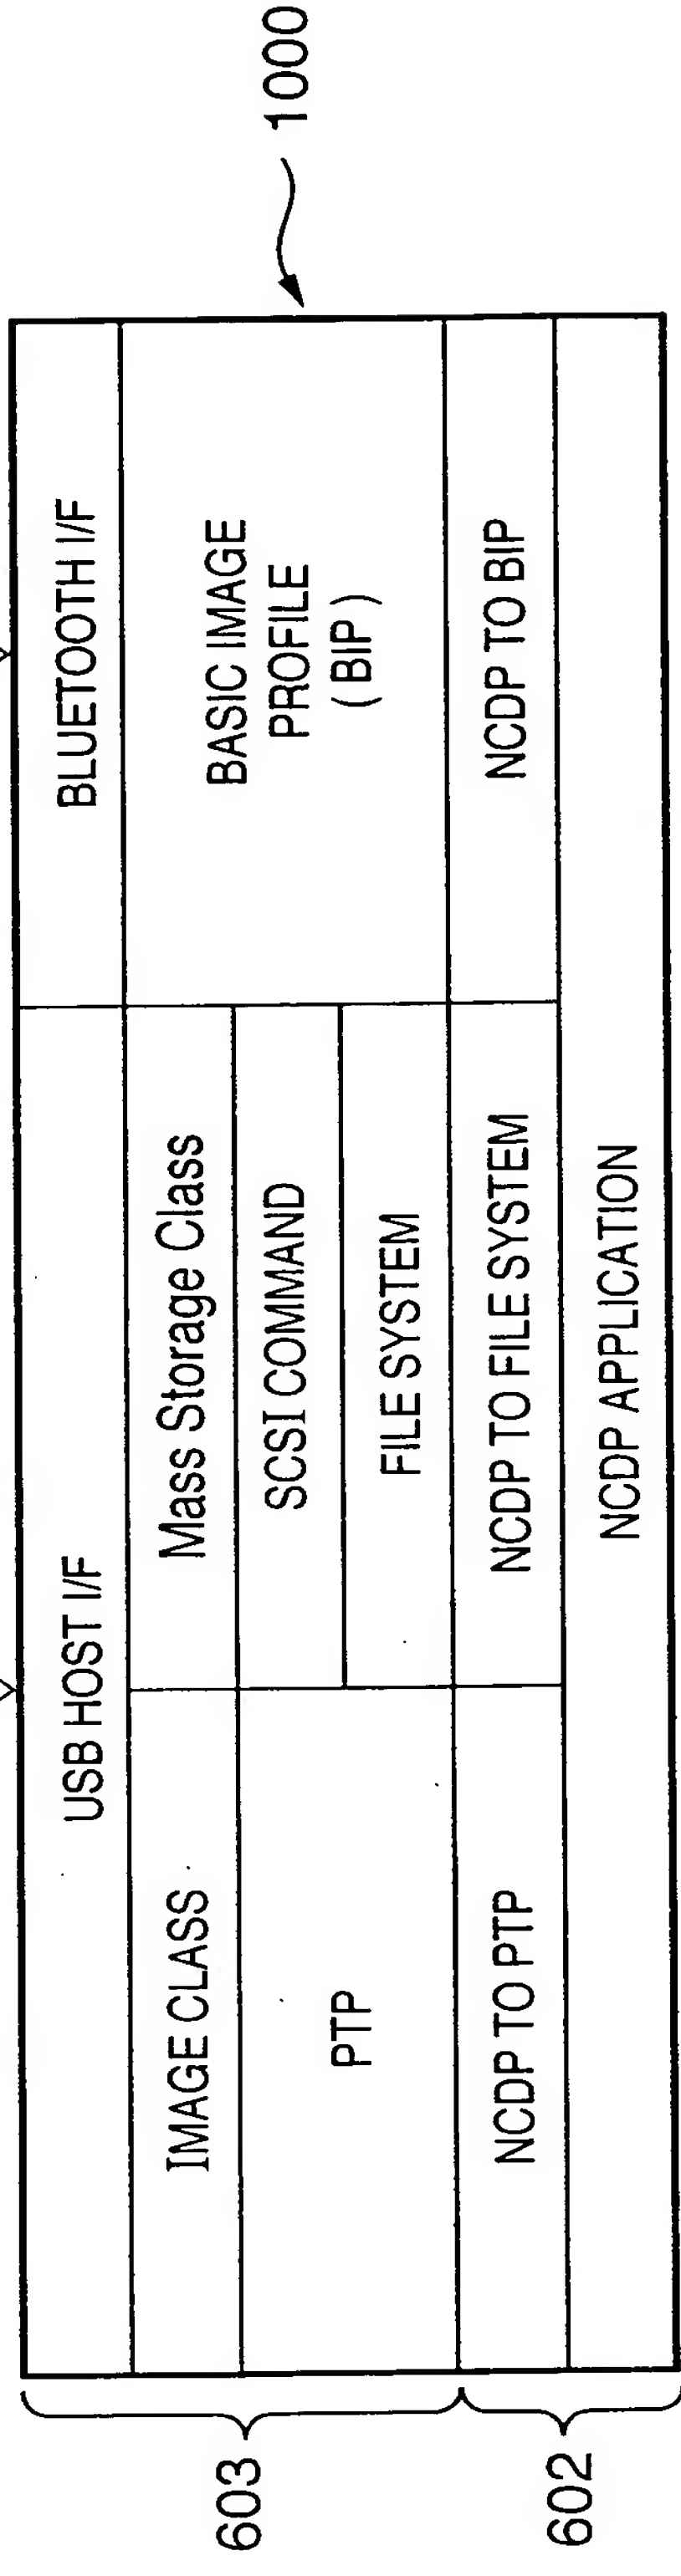 1000
USB HOST I/F
BLUETOOTH I/F
IMAGE CLASS
Mass Storage Class
BASIC IMAGE
PROFILE
( BIP )
SCSI COMMAND
PTP
FILE SYSTEM
603
NCDP TO PTP
NCDP TO FILE SYSTEM
NCDP TO BIP
602
NCDP APPLICATION